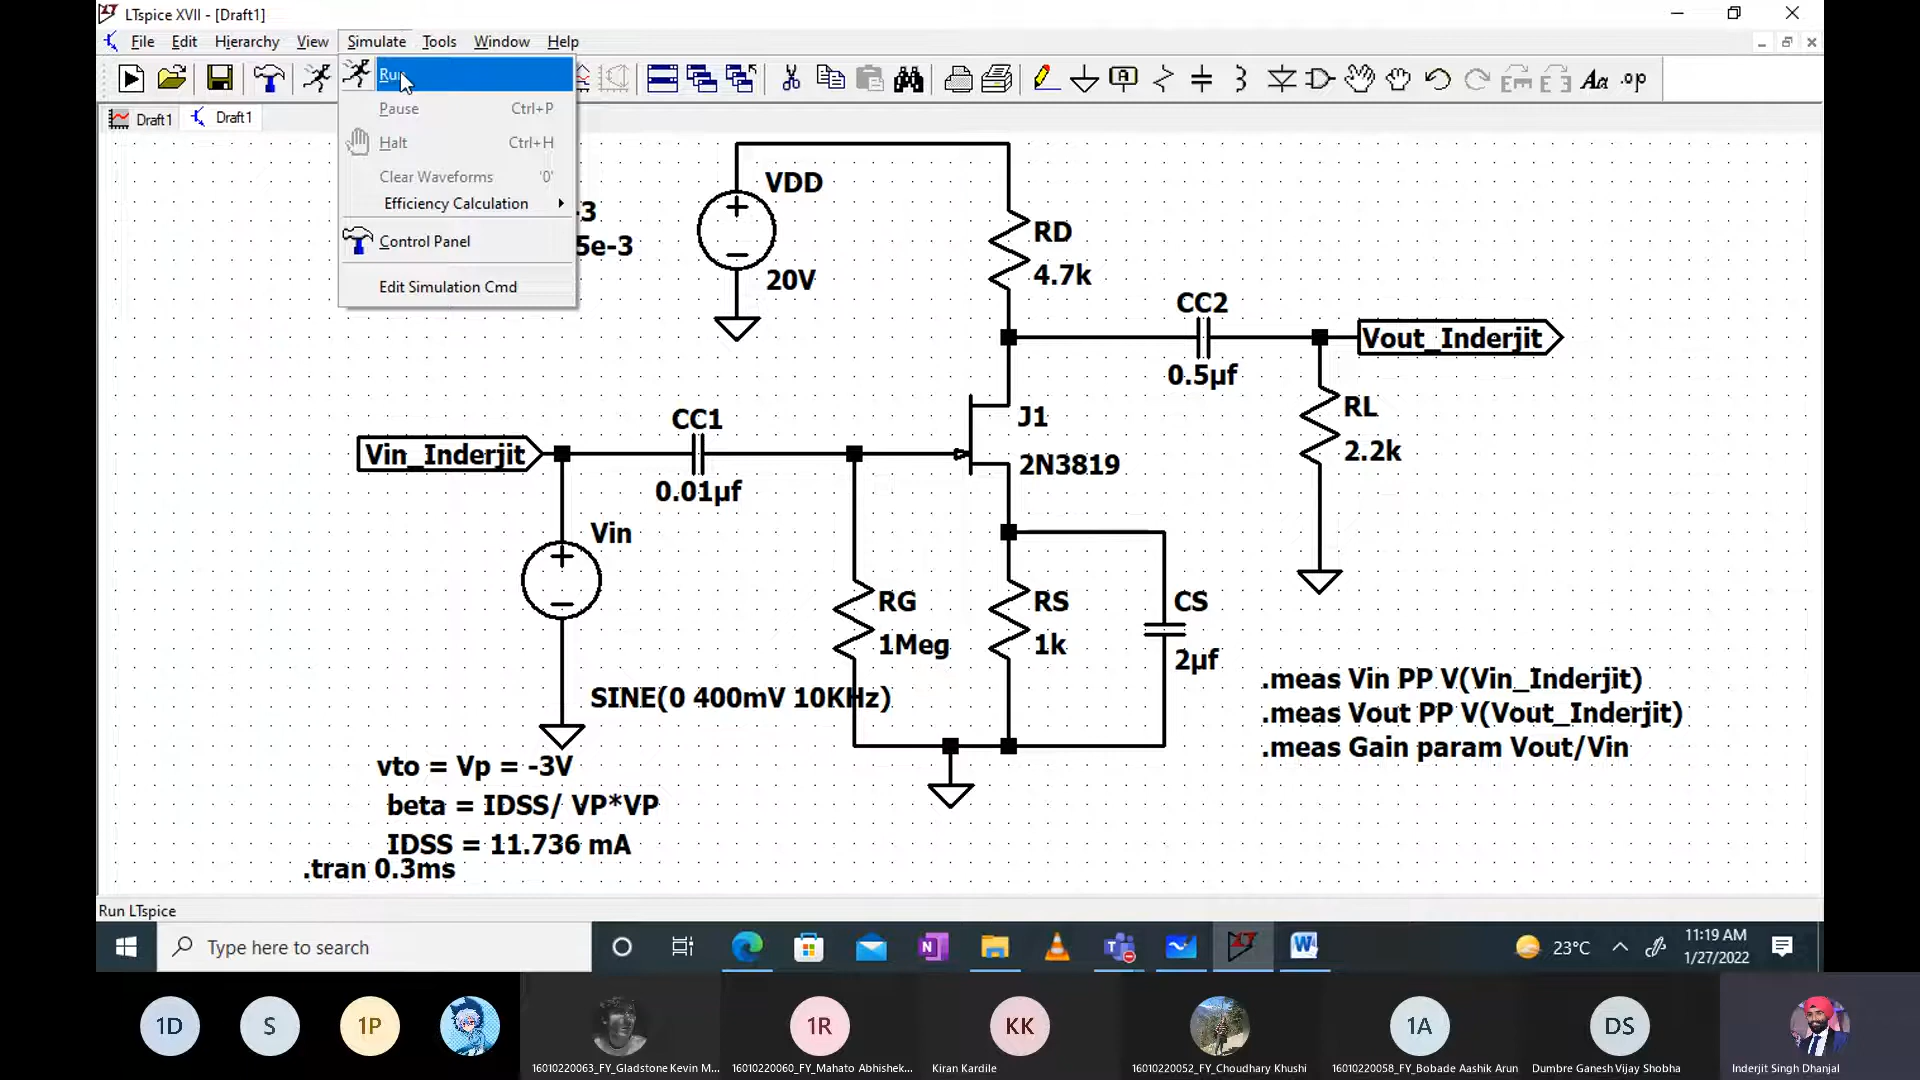 LTspice XVII - [Draft1]
File Edit Hierarchy View Simulate Tools Window Help
Pause Ctrl+P
Halt Ctrl+H
Clear Waveforms '0'
Efficiency Calculation
Control Panel
Edit Simulation Cmd
.op
Draft1
Draft1
-3
5e-3
VDD
20V
RD
4.7k
CC2
0.5µf
Vout_Inderjit
RL
2.2k
J1
2N3819
CC1
0.01µf
Vin_Inderjit
Vin
SINE(0 400mV 10KHz)
RG
1Meg
RS
1k
CS
2µf
.meas Vin PP V(Vin_Inderjit)
.meas Vout PP V(Vout_Inderjit)
.meas Gain param Vout/Vin
vto = Vp = -3V
beta = IDSS/ VP*VP
IDSS = 11.736 mA
.tran 0.3ms
Run LTspice
Type here to search
23°C
11:19 AM
1/27/2022
1D
S
1P
1R
KK
1A
DS
16010220063_FY_Gladstone Kevin M...
16010220060_FY_Mahato Abhishek...
Kiran Kardile
16010220052_FY_Choudhary Khushi
16010220058_FY_Bobade Aashik Arun
Dumbre Ganesh Vijay Shobha
Inderjit Singh Dhanjal